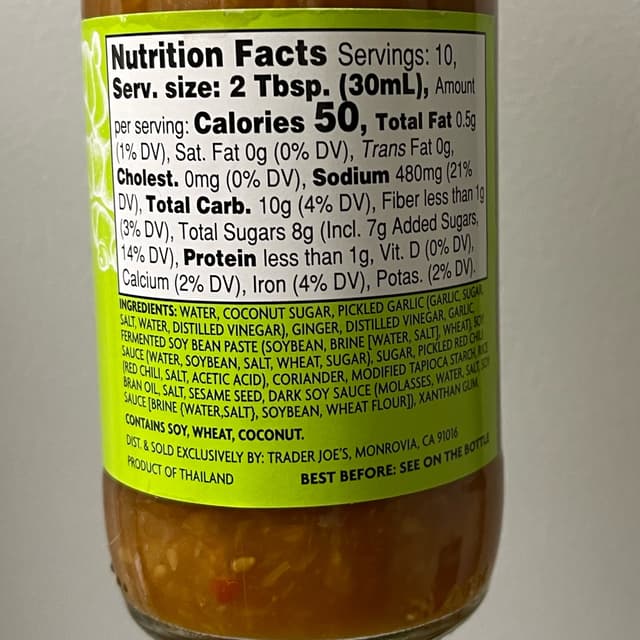 Nutrition Facts Servings: 10,
Serv. size: 2 Tbsp. (30mL), Amount
per serving: Calories 50, Total Fat 0.5g
(1% DV), Sat. Fat 0g (0% DV), Trans Fat 0g,
Cholest. 0mg (0% DV), Sodium 480mg (21%
DV), Total Carb. 10g (4% DV), Fiber less than 1g
(3% DV), Total Sugars 8g (Incl. 7g Added Sugars,
14% DV), Protein less than 1g, Vit. D (0% DV),
Calcium (2% DV), Iron (4% DV), Potas. (2% DV).
INGREDIENTS: WATER, COCONUT SUGAR, PICKLED GARLIC (GARLIC, SUGAR,
SALT, WATER, DISTILLED VINEGAR), GINGER, DISTILLED VINEGAR, GARLIC,
FERMENTED SOY BEAN PASTE (SOYBEAN, BRINE [WATER, SALT], WHEAT), SOY
SAUCE (WATER, SOYBEAN, SALT, WHEAT, SUGAR), SUGAR, PICKLED RED CHILI
(RED CHILI, SALT, ACETIC ACID), CORIANDER, MODIFIED TAPIOCA STARCH, RICE
BRAN OIL, SALT, SESAME SEED, DARK SOY SAUCE (MOLASSES, WATER, SALT, SOY
SAUCE [BRINE (WATER,SALT), SOYBEAN, WHEAT FLOUR]), XANTHAN GUM.
CONTAINS SOY, WHEAT, COCONUT.
DIST. & SOLD EXCLUSIVELY BY: TRADER JOE'S, MONROVIA, CA 91016
PRODUCT OF THAILAND BEST BEFORE: SEE ON THE BOTTLE